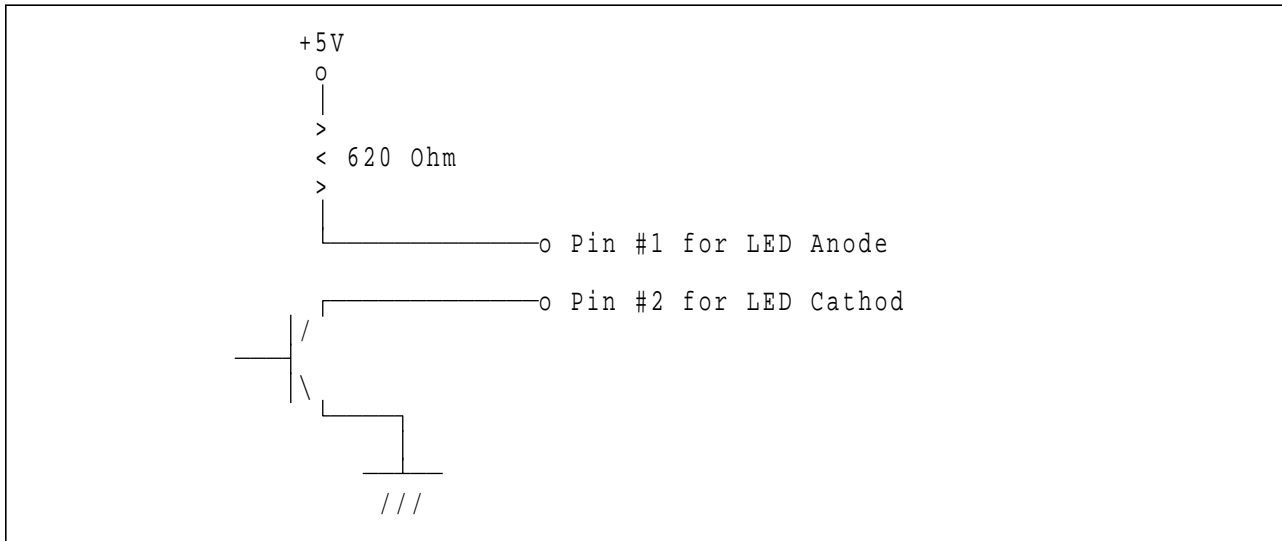 +5V
620 Ohm
Pin #1 for LED Anode
Pin #2 for LED Cathod